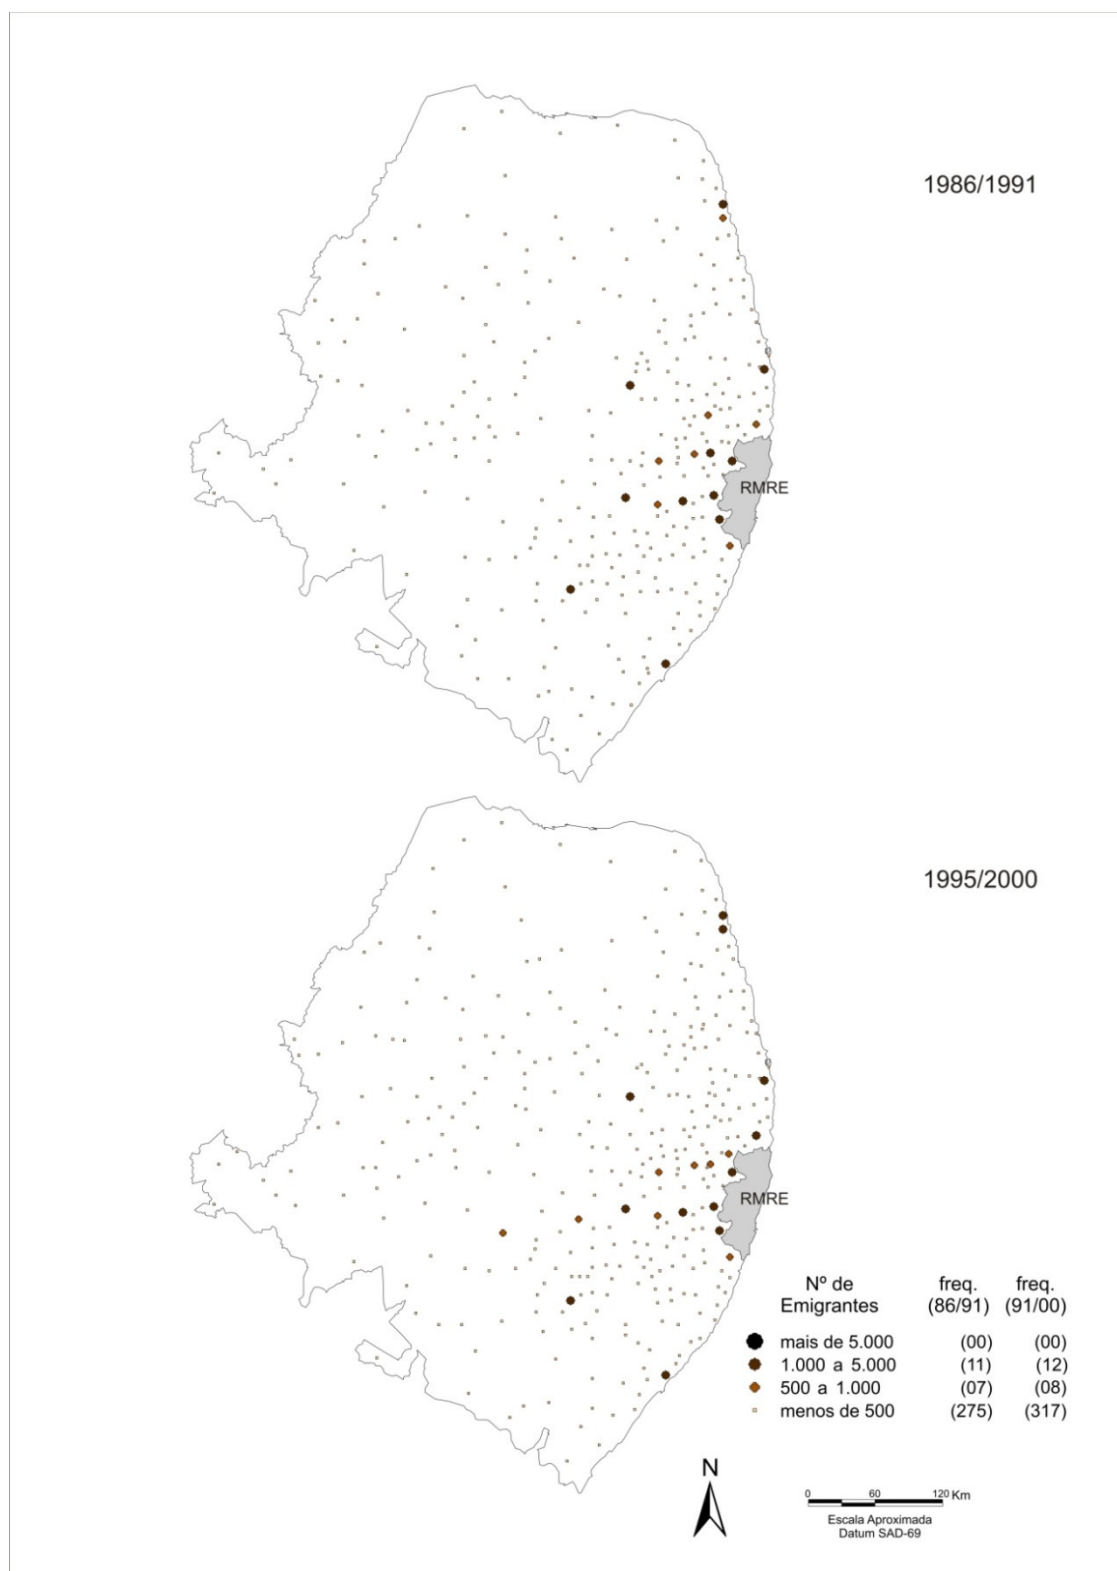 1986/1991
RMRE
1995/2000
RMRE
Nº de Emigrantes freq. (86/91) freq. (91/00)
mais de 5.000 (00) (00)
1.000 a 5.000 (11) (12)
500 a 1.000 (07) (08)
menos de 500 (275) (317)
N
0 60 120 Km
Escala Aproximada
Datum SAD-69